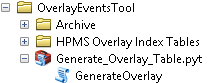 OverlayEventsTool
Archive
HPMS Overlay Index Tables
Generate_Overlay_Table.pyt
GenerateOverlay